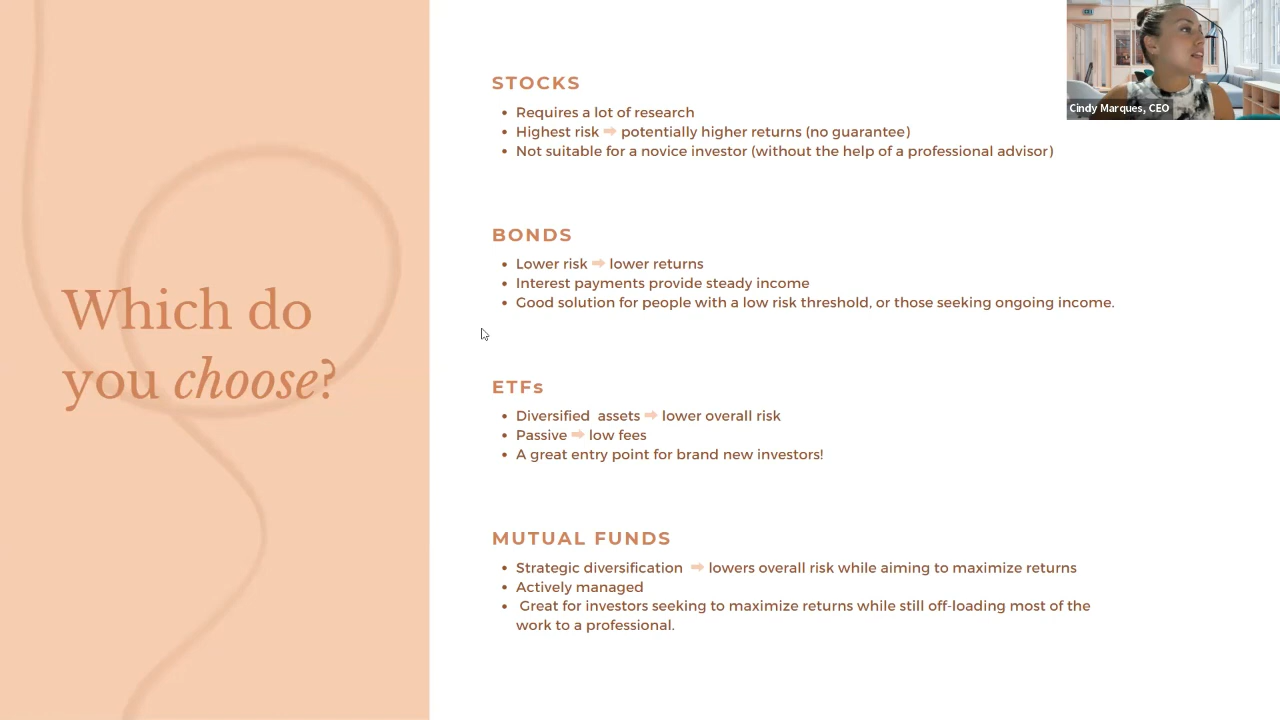 Which do
you choose?
STOCKS
• Requires a lot of research
• Highest risk ➡ potentially higher returns (no guarantee)
• Not suitable for a novice investor (without the help of a professional advisor)
BONDS
• Lower risk ➡ lower returns
• Interest payments provide steady income
• Good solution for people with a low risk threshold, or those seeking ongoing income.
ETFs
• Diversified assets ➡ lower overall risk
• Passive ➡ low fees
• A great entry point for brand new investors!
MUTUAL FUNDS
• Strategic diversification ➡ lowers overall risk while aiming to maximize returns
• Actively managed
• Great for investors seeking to maximize returns while still off-loading most of the
work to a professional.
Cindy Marques, CEO